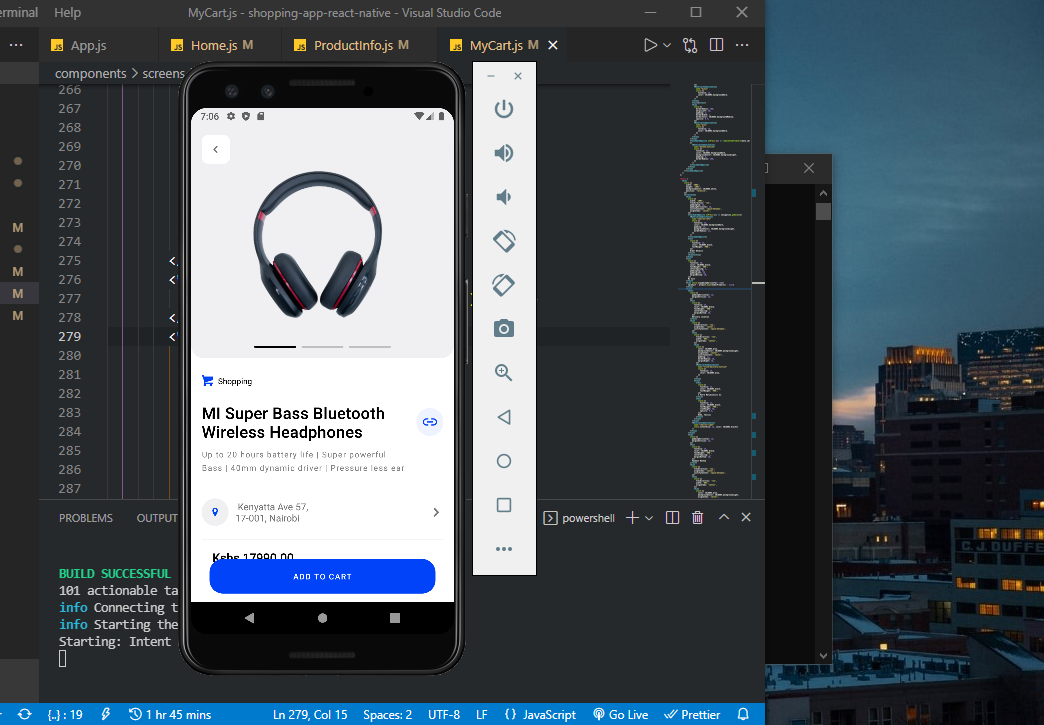 erminal Help MyCart.js - shopping-app-react-native - Visual Studio Code
App.js Home.js M ProductInfo.js M MyCart.js M
components > screens
266
267
268
269
270
271
272
273
274
275 </
276 <
277
278 </
279 <
280
281
282
283
284
285
286
287
M
M
M
M
7:06
Shopping
MI Super Bass Bluetooth
Wireless Headphones
Up to 20 hours battery life | Super powerful
Bass | 40mm dynamic driver | Pressure less ear
Kenyatta Ave 57,
17-001, Nairobi
Kshs 17990.00
ADD TO CART
PROBLEMS OUTPUT powershell
BUILD SUCCESSFUL
101 actionable ta
info Connecting t
info Starting the
Starting: Intent
{..} : 19 1 hr 45 mins Ln 279, Col 15 Spaces: 2 UTF-8 LF {} JavaScript Go Live Prettier
C.J. DUFFE